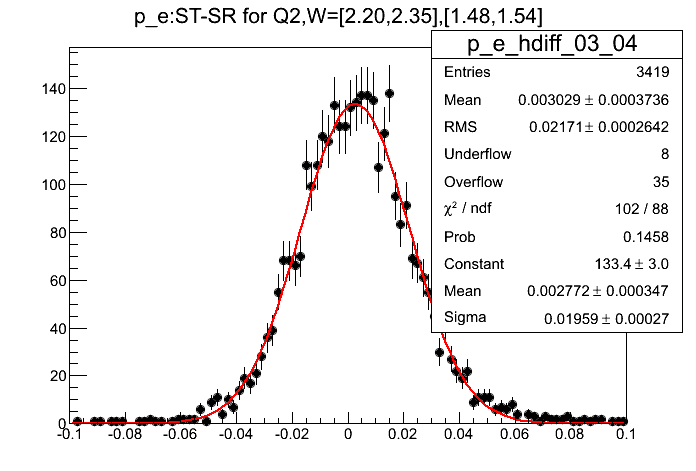 p_e:ST-SR for Q2,W=[2.20,2.35],[1.48,1.54]
p_e_hdiff_03_04
Entries 3419
Mean 0.003029 ± 0.0003736
RMS 0.02171 ± 0.0002642
Underflow 8
Overflow 35
χ² / ndf 102 / 88
Prob 0.1458
Constant 133.4 ± 3.0
Mean 0.002772 ± 0.000347
Sigma 0.01959 ± 0.00027
140
120
100
80
60
40
20
0
-0.1 -0.08 -0.06 -0.04 -0.02 0 0.02 0.04 0.06 0.08 0.1